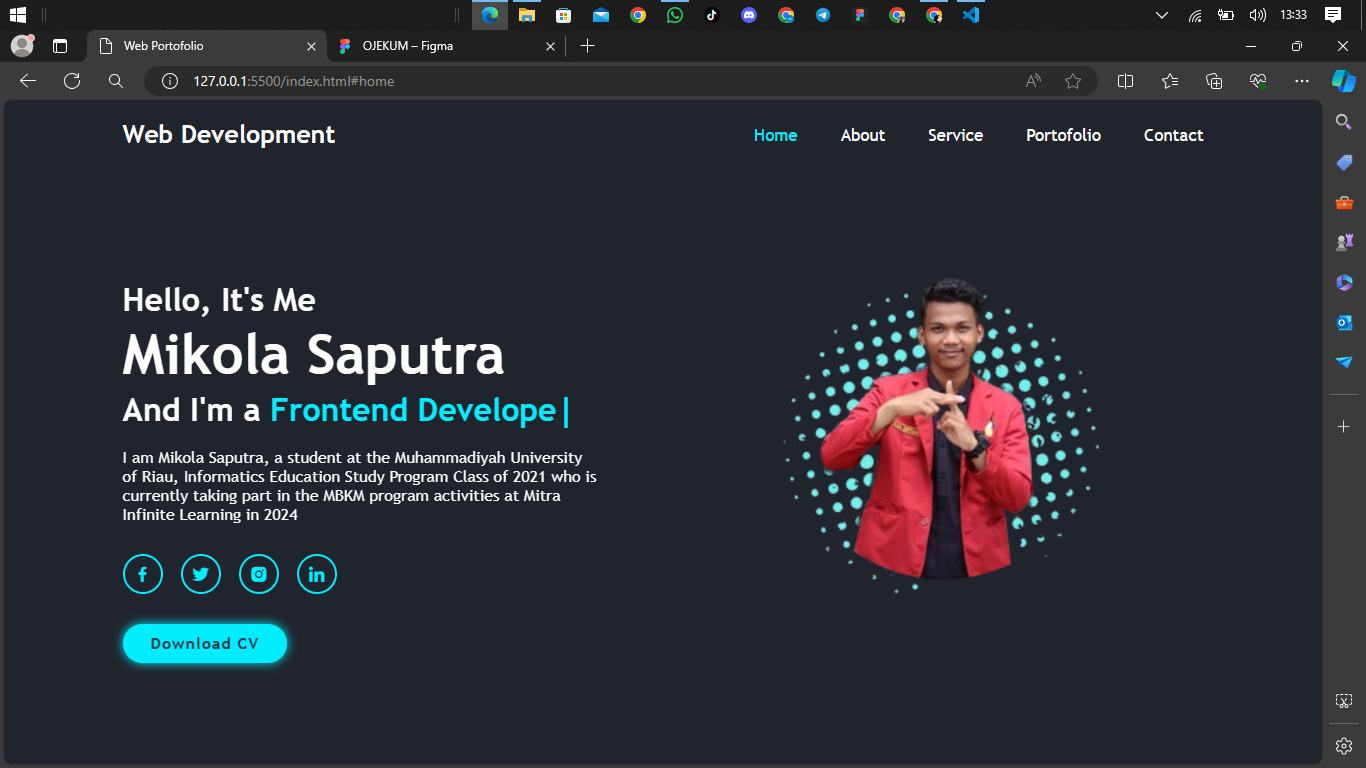 13:33
Web Portofolio
OJEKUM – Figma
127.0.0.1:5500/index.html#home
Web Development
Home About Service Portofolio Contact
Hello, It's Me
Mikola Saputra
And I'm a Frontend Develope|
I am Mikola Saputra, a student at the Muhammadiyah University
of Riau, Informatics Education Study Program Class of 2021 who is
currently taking part in the MBKM program activities at Mitra
Infinite Learning in 2024
Download CV